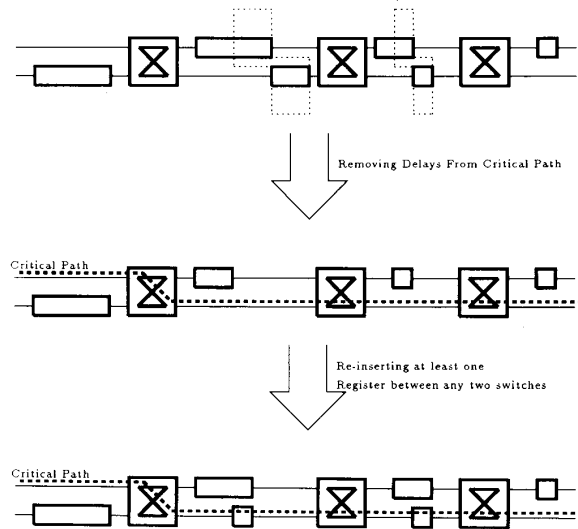 Removing Delays From Critical Path
Critical Path
Re-inserting at least one
Register between any two switches
Critical Path